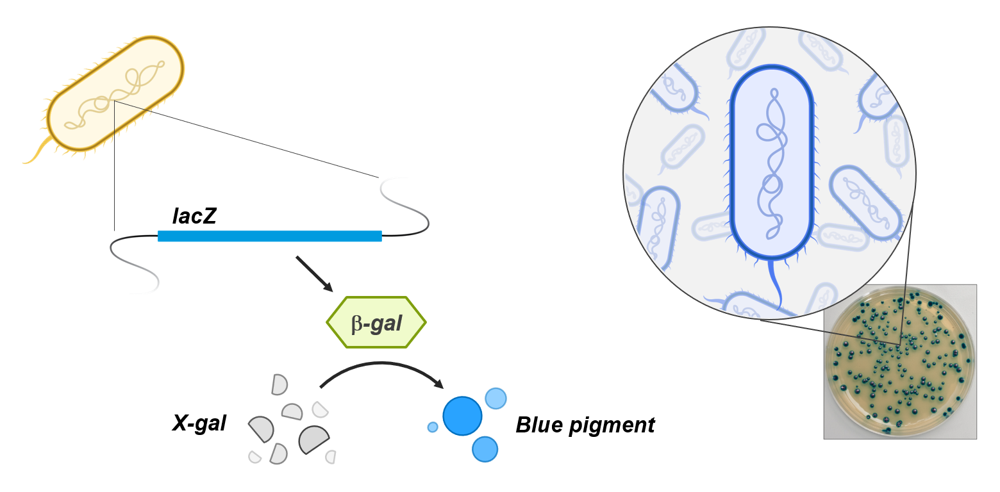 lacZ
β-gal
X-gal
Blue pigment